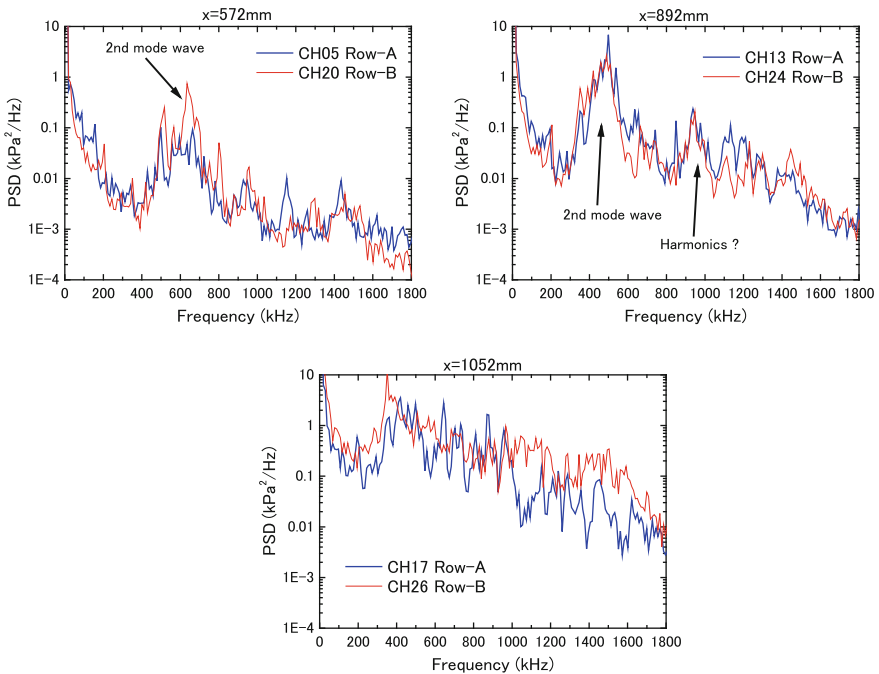 x=572mm
10
1
0.1
0.01
1E−3
1E−4
PSD (kPa²/Hz)
2nd mode wave
CH05 Row−A
CH20 Row−B
0 200 400 600 800 1000 1200 1400 1600 1800
Frequency (kHz)
x=892mm
10
1
0.1
0.01
1E−3
1E−4
PSD (kPa²/Hz)
CH13 Row−A
CH24 Row−B
2nd mode wave
Harmonics ?
0 200 400 600 800 1000 1200 1400 1600 1800
Frequency (kHz)
x=1052mm
10
1
0.1
0.01
1E−3
1E−4
PSD (kPa²/Hz)
CH17 Row−A
CH26 Row−B
0 200 400 600 800 1000 1200 1400 1600 1800
Frequency (kHz)